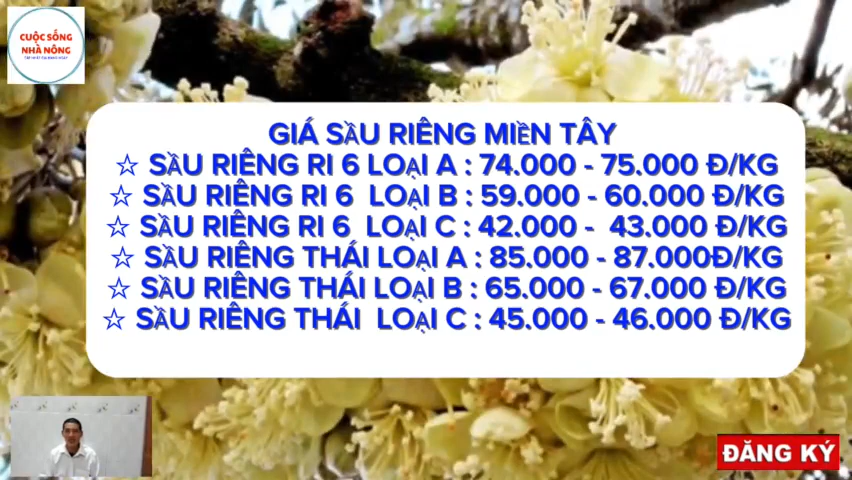 CUỘC SỐNG
NHÀ NÔNG
GIÁ SẦU RIÊNG MIỀN TÂY
☆ SẦU RIÊNG RI 6 LOẠI A : 74.000 - 75.000 Đ/KG
☆ SẦU RIÊNG RI 6 LOẠI B : 59.000 - 60.000 Đ/KG
☆ SẦU RIÊNG RI 6 LOẠI C : 42.000 - 43.000 Đ/KG
☆ SẦU RIÊNG THÁI LOẠI A : 85.000 - 87.000Đ/KG
☆ SẦU RIÊNG THÁI LOẠI B : 65.000 - 67.000 Đ/KG
☆ SẦU RIÊNG THÁI LOẠI C : 45.000 - 46.000 Đ/KG
ĐĂNG KÝ